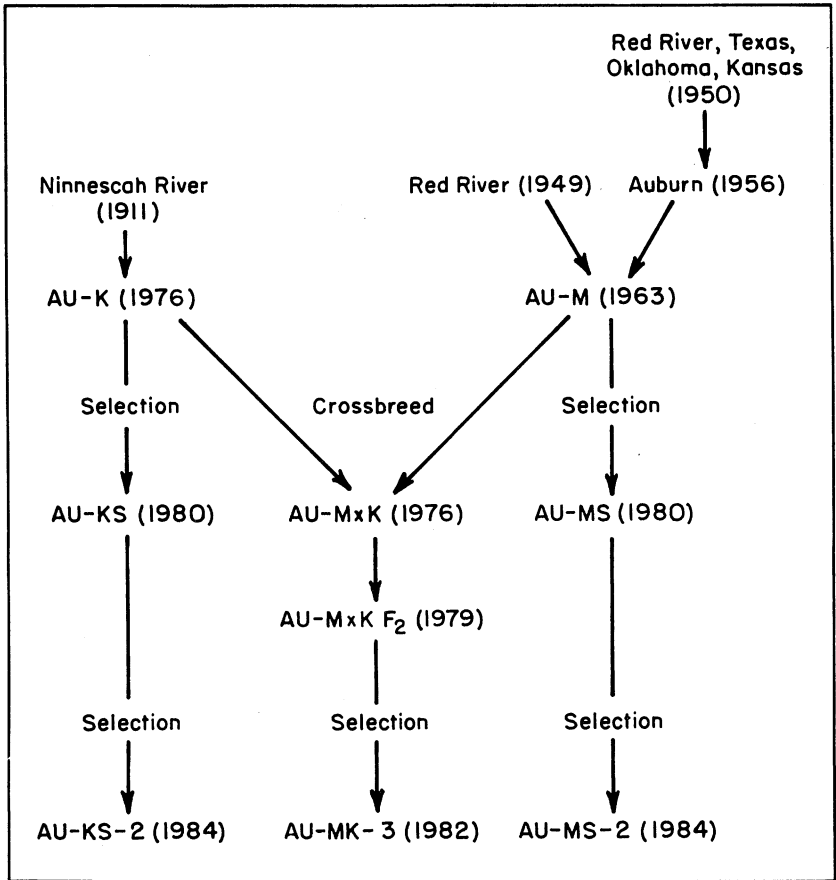 Red River, Texas,
Oklahoma, Kansas
(1950)
Ninnescah River
(1911)
Red River (1949)
Auburn (1956)
AU-K (1976)
AU-M (1963)
Selection
Crossbreed
Selection
AU-KS (1980)
AU-MxK (1976)
AU-MS (1980)
AU-MxK F2 (1979)
Selection
Selection
Selection
AU-KS-2 (1984)
AU-MK-3 (1982)
AU-MS-2 (1984)